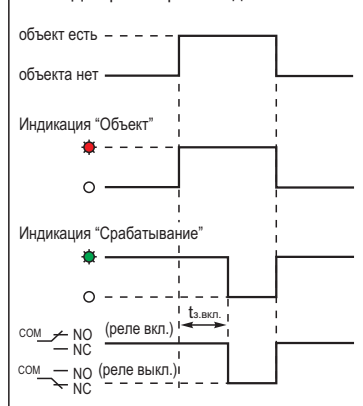 объект есть
объекта нет
Индикация “Объект”
Индикация “Срабатывание”
tз.вкл.
COM NO (реле вкл.)
NC
COM NO (реле выкл.)
NC